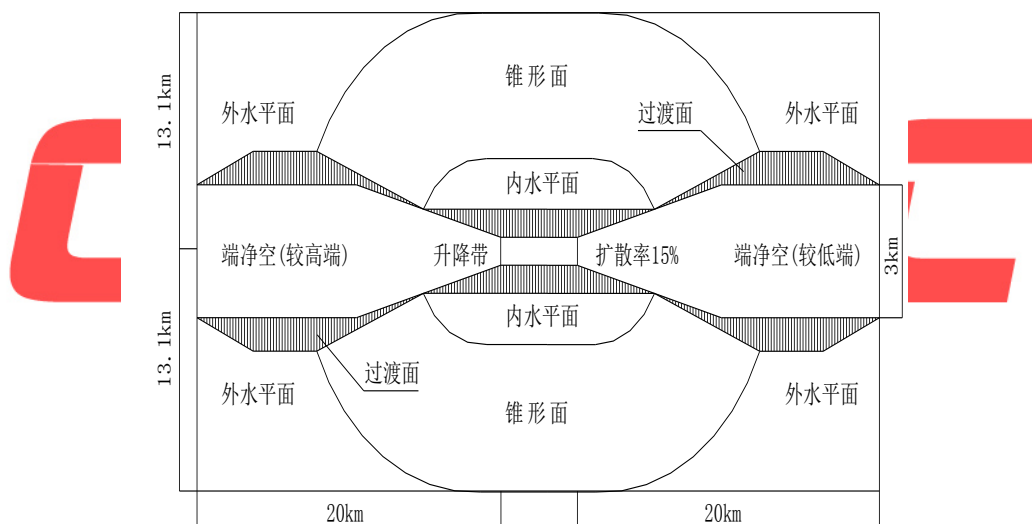 锥形面
外水平面
过渡面
外水平面
13.1km
内水平面
端净空(较高端)
升降带
扩散率15%
端净空(较低端)
3km
内水平面
13.1km
过渡面
外水平面
外水平面
锥形面
20km
20km